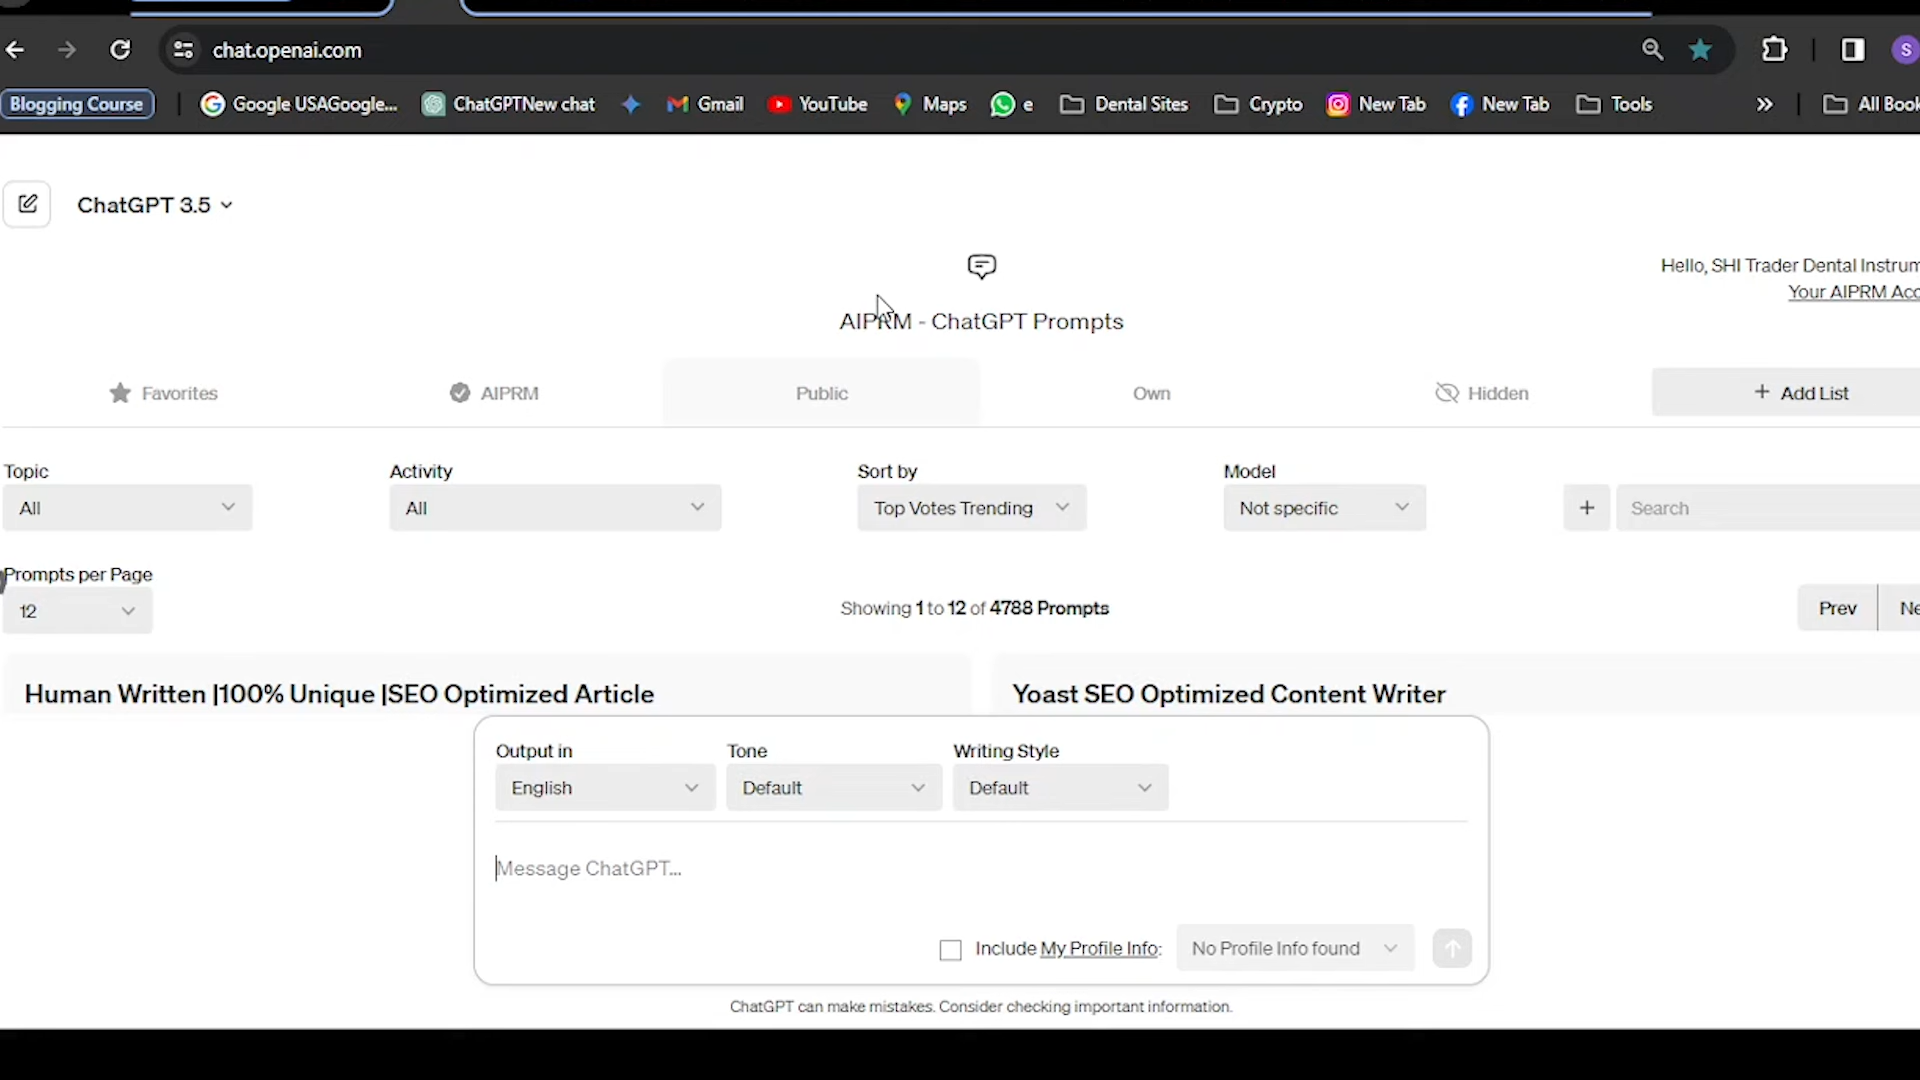 chat.openai.com
S
Blogging Course
Google USAGoogle...
ChatGPTNew chat
Gmail
YouTube
Maps
e
Dental Sites
Crypto
New Tab
New Tab
Tools
All Book
ChatGPT 3.5
Hello, SHI Trader Dental Instrum
Your AIPRM Acc
AIPRM - ChatGPT Prompts
Favorites
AIPRM
Public
Own
Hidden
+ Add List
Topic
Activity
Sort by
Model
All
All
Top Votes Trending
Not specific
+
Search
Prompts per Page
12
Showing 1 to 12 of 4788 Prompts
Prev
Ne
Human Written |100% Unique |SEO Optimized Article
Yoast SEO Optimized Content Writer
Output in
Tone
Writing Style
English
Default
Default
Message ChatGPT...
Include My Profile Info:
No Profile Info found
ChatGPT can make mistakes. Consider checking important information.